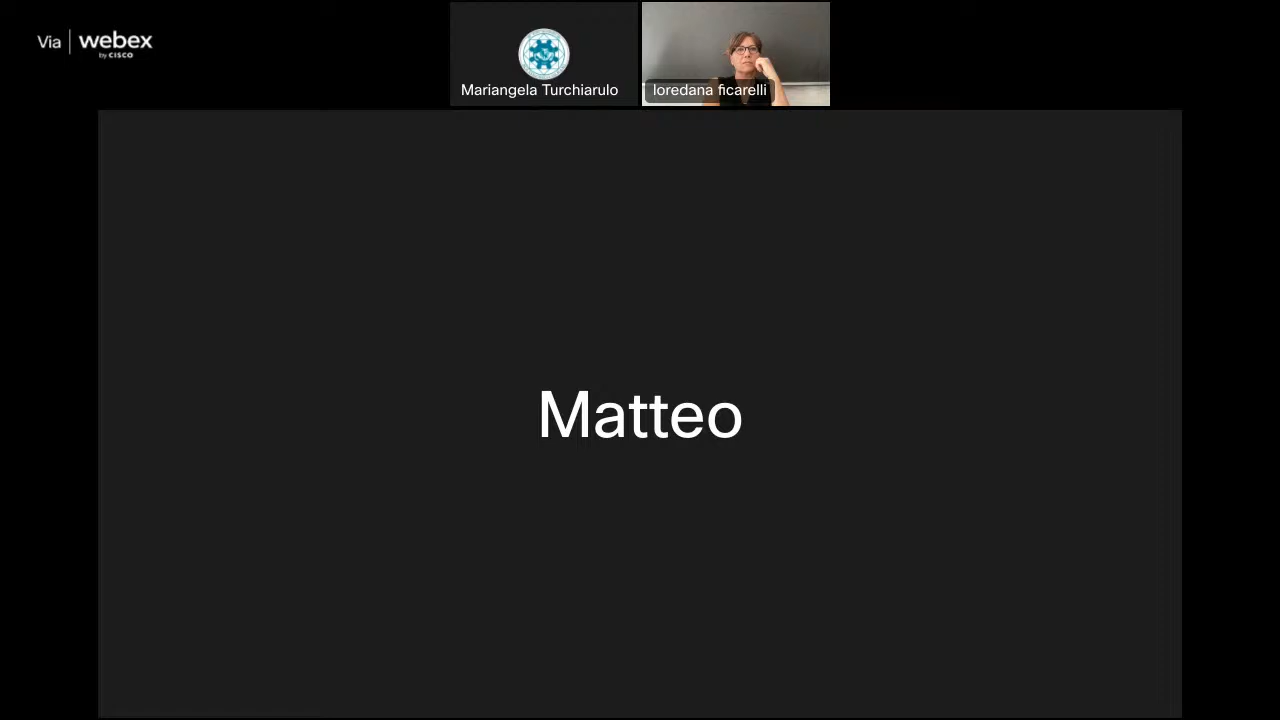 Via webex
by CISCO
Mariangela Turchiarulo
loredana ficarelli
Matteo